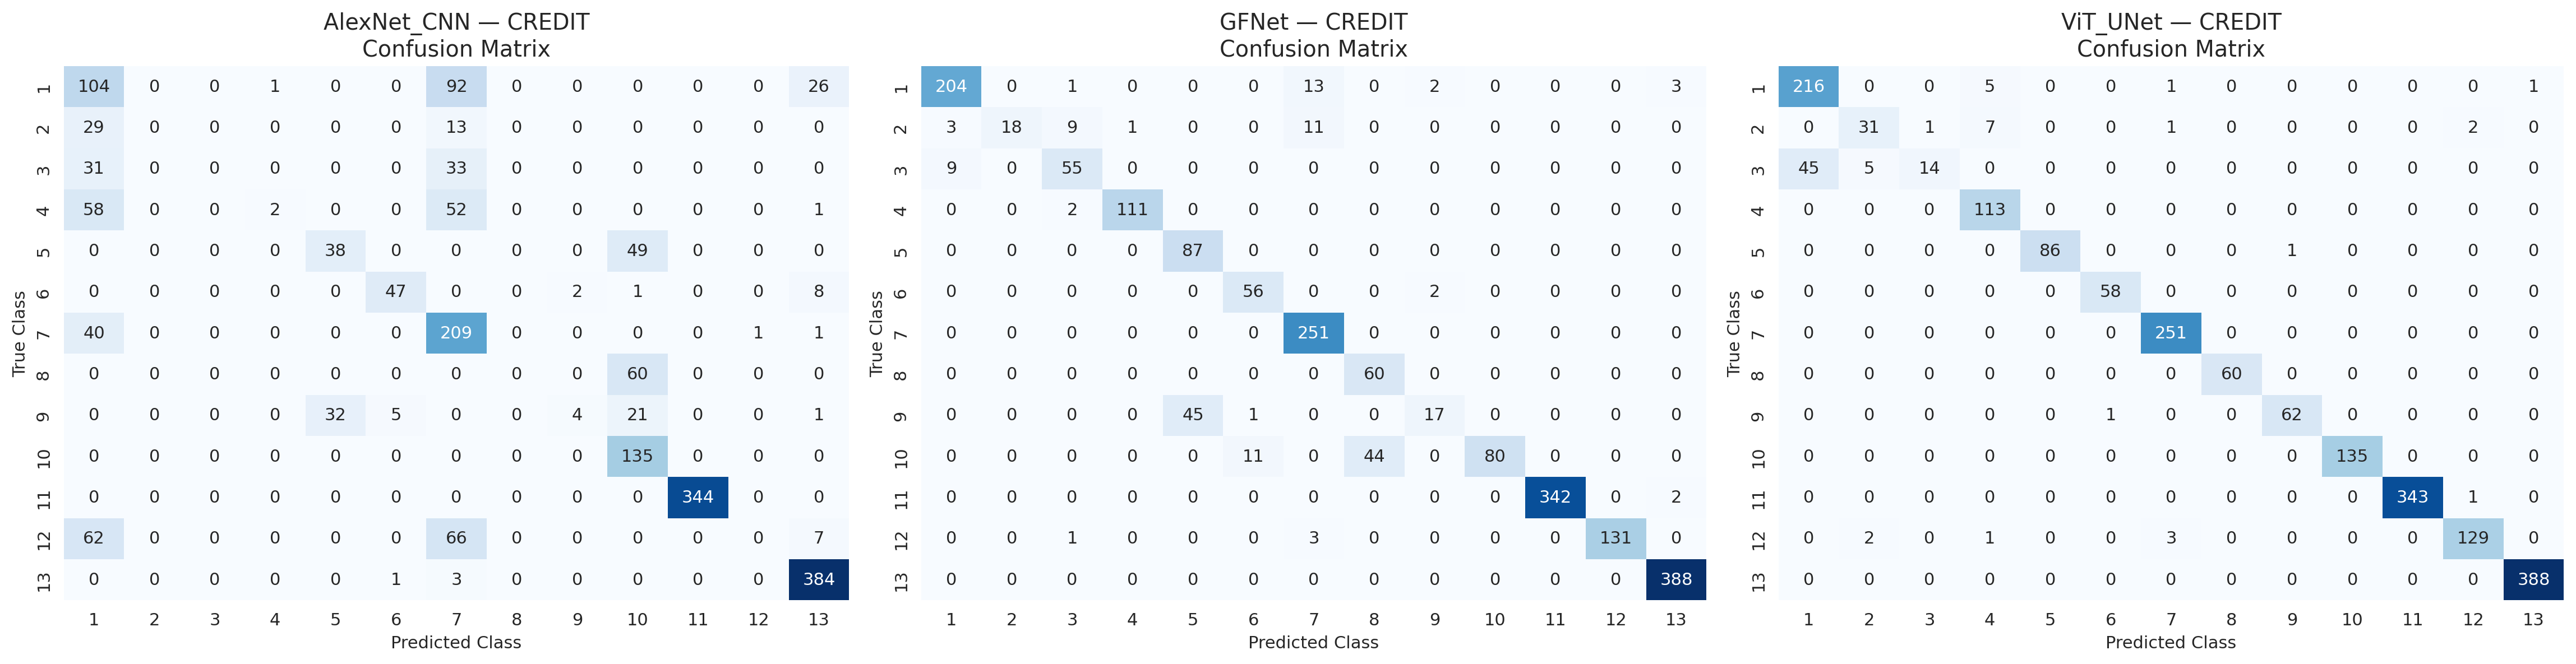 AlexNet_CNN — CREDIT
Confusion Matrix
True Class
1 104 0 0 1 0 0 92 0 0 0 0 0 26
2 29 0 0 0 0 0 13 0 0 0 0 0 0
3 31 0 0 0 0 0 33 0 0 0 0 0 0
4 58 0 0 2 0 0 52 0 0 0 0 0 1
5 0 0 0 0 38 0 0 0 0 49 0 0 0
6 0 0 0 0 0 47 0 0 2 1 0 0 8
7 40 0 0 0 0 0 209 0 0 0 0 1 1
8 0 0 0 0 0 0 0 0 0 60 0 0 0
9 0 0 0 0 32 5 0 0 4 21 0 0 1
10 0 0 0 0 0 0 0 0 0 135 0 0 0
11 0 0 0 0 0 0 0 0 0 0 344 0 0
12 62 0 0 0 0 0 66 0 0 0 0 0 7
13 0 0 0 0 0 1 3 0 0 0 0 0 384
1 2 3 4 5 6 7 8 9 10 11 12 13
Predicted Class
GFNet — CREDIT
Confusion Matrix
True Class
1 204 0 1 0 0 0 13 0 2 0 0 0 3
2 3 18 9 1 0 0 11 0 0 0 0 0 0
3 9 0 55 0 0 0 0 0 0 0 0 0 0
4 0 0 2 111 0 0 0 0 0 0 0 0 0
5 0 0 0 0 87 0 0 0 0 0 0 0 0
6 0 0 0 0 0 56 0 0 2 0 0 0 0
7 0 0 0 0 0 0 251 0 0 0 0 0 0
8 0 0 0 0 0 0 0 60 0 0 0 0 0
9 0 0 0 0 45 1 0 0 17 0 0 0 0
10 0 0 0 0 0 11 0 44 0 80 0 0 0
11 0 0 0 0 0 0 0 0 0 0 342 0 2
12 0 0 1 0 0 0 3 0 0 0 0 131 0
13 0 0 0 0 0 0 0 0 0 0 0 0 388
1 2 3 4 5 6 7 8 9 10 11 12 13
Predicted Class
ViT_UNet — CREDIT
Confusion Matrix
True Class
1 216 0 0 5 0 0 1 0 0 0 0 0 1
2 0 31 1 7 0 0 1 0 0 0 0 2 0
3 45 5 14 0 0 0 0 0 0 0 0 0 0
4 0 0 0 113 0 0 0 0 0 0 0 0 0
5 0 0 0 0 86 0 0 0 1 0 0 0 0
6 0 0 0 0 0 58 0 0 0 0 0 0 0
7 0 0 0 0 0 0 251 0 0 0 0 0 0
8 0 0 0 0 0 0 0 60 0 0 0 0 0
9 0 0 0 0 0 1 0 0 62 0 0 0 0
10 0 0 0 0 0 0 0 0 0 135 0 0 0
11 0 0 0 0 0 0 0 0 0 0 343 1 0
12 0 2 0 1 0 0 3 0 0 0 0 129 0
13 0 0 0 0 0 0 0 0 0 0 0 0 388
1 2 3 4 5 6 7 8 9 10 11 12 13
Predicted Class